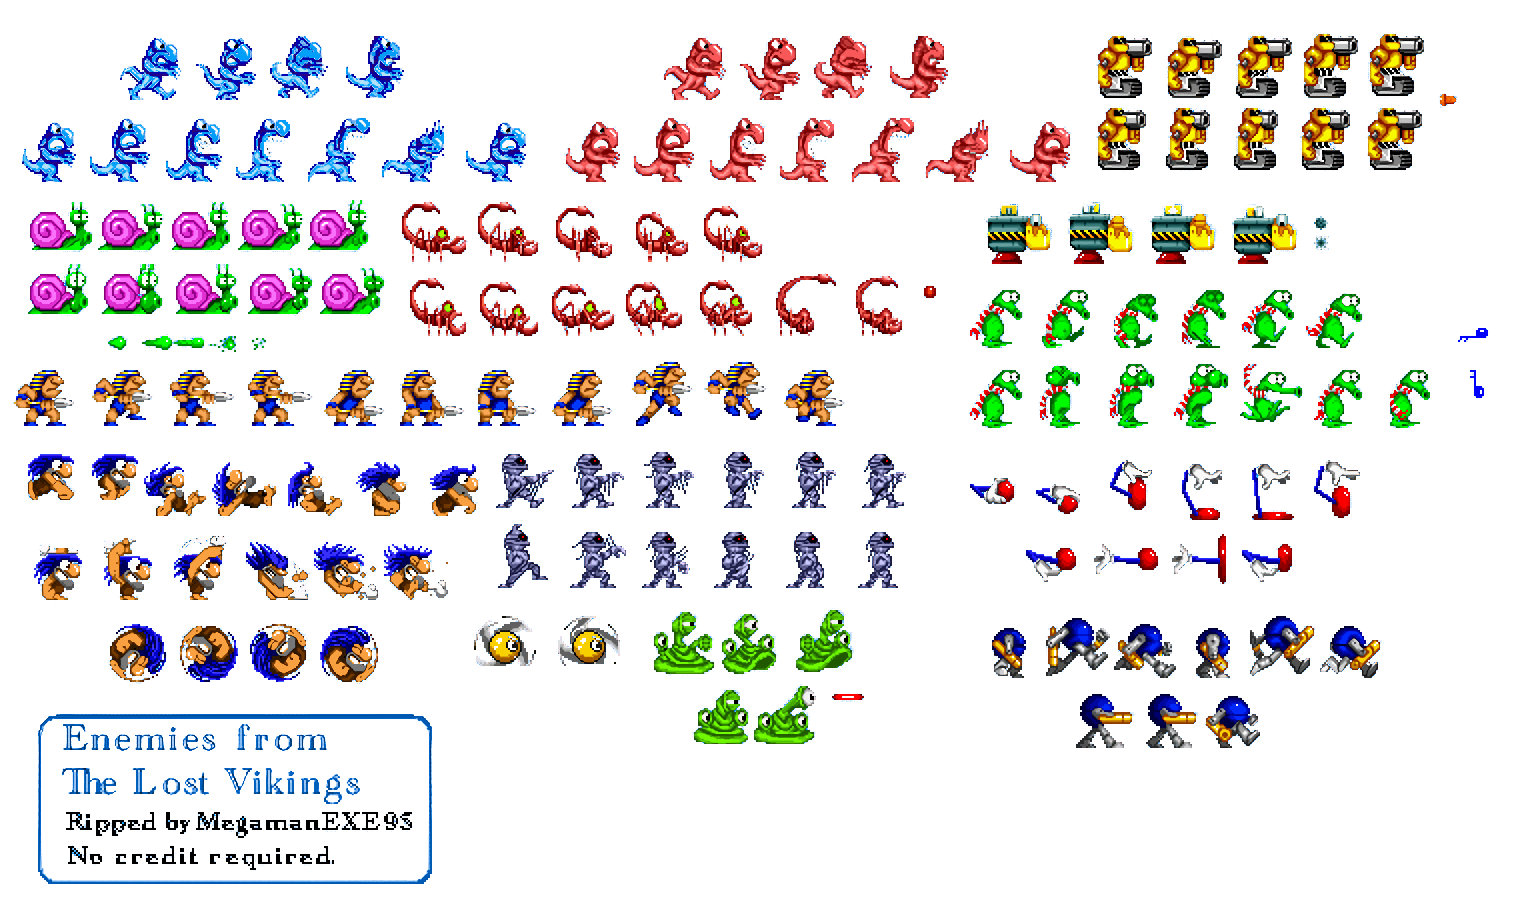 Enemies from
The Lost Vikings
Ripped by MegamanEXE95
No credit required.